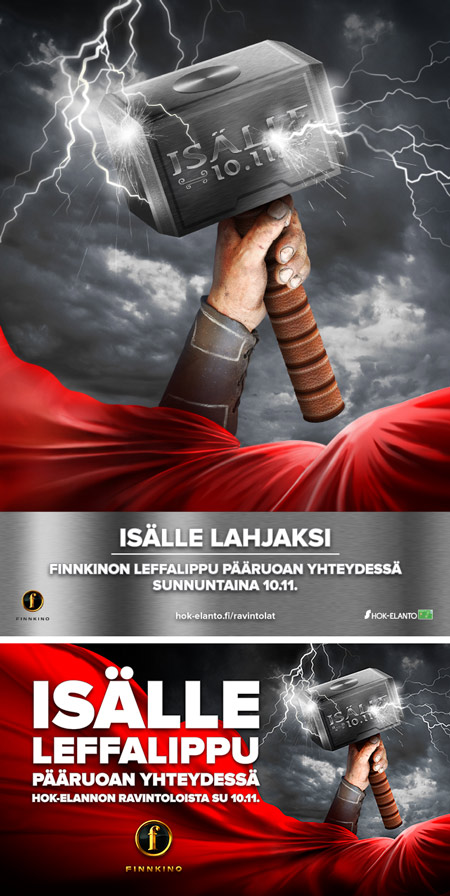 ISÄLLE
10.11.
ISÄLLE LAHJAKSI
FINNKINON LEFFALIPPU PÄÄRUOAN YHTEYDESSÄ
SUNNUNTAINA 10.11.
f
FINNKINO
hok-elanto.fi/ravintolat
HOK-ELANTO
ISÄLLE
LEFFALIPPU
PÄÄRUOAN YHTEYDESSÄ
HOK-ELANNON RAVINTOLOISTA SU 10.11.
f
FINNKINO
ISÄLLE
10.11.